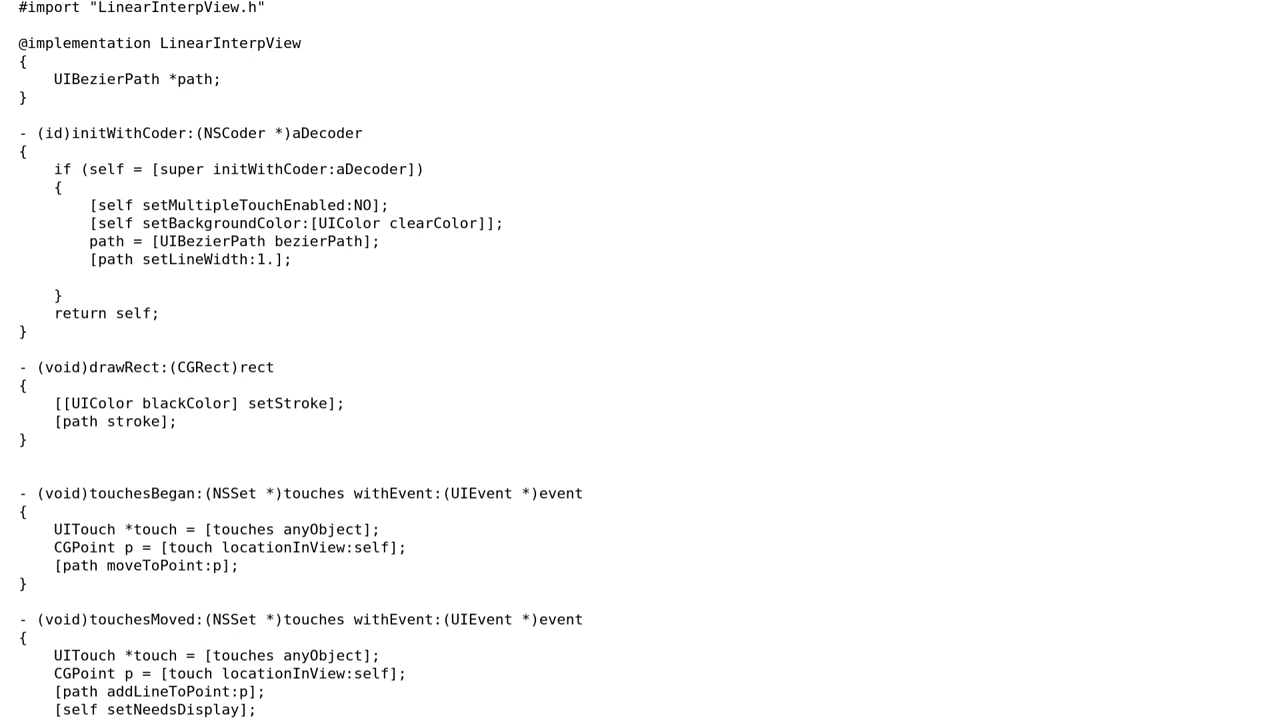 #import "LinearInterpView.h"

@implementation LinearInterpView
{
    UIBezierPath *path;
}

- (id)initWithCoder:(NSCoder *)aDecoder
{
    if (self = [super initWithCoder:aDecoder])
    {
        [self setMultipleTouchEnabled:NO];
        [self setBackgroundColor:[UIColor clearColor]];
        path = [UIBezierPath bezierPath];
        [path setLineWidth:1.];

    }
    return self;
}

- (void)drawRect:(CGRect)rect
{
    [[UIColor blackColor] setStroke];
    [path stroke];
}


- (void)touchesBegan:(NSSet *)touches withEvent:(UIEvent *)event
{
    UITouch *touch = [touches anyObject];
    CGPoint p = [touch locationInView:self];
    [path moveToPoint:p];
}

- (void)touchesMoved:(NSSet *)touches withEvent:(UIEvent *)event
{
    UITouch *touch = [touches anyObject];
    CGPoint p = [touch locationInView:self];
    [path addLineToPoint:p];
    [self setNeedsDisplay];